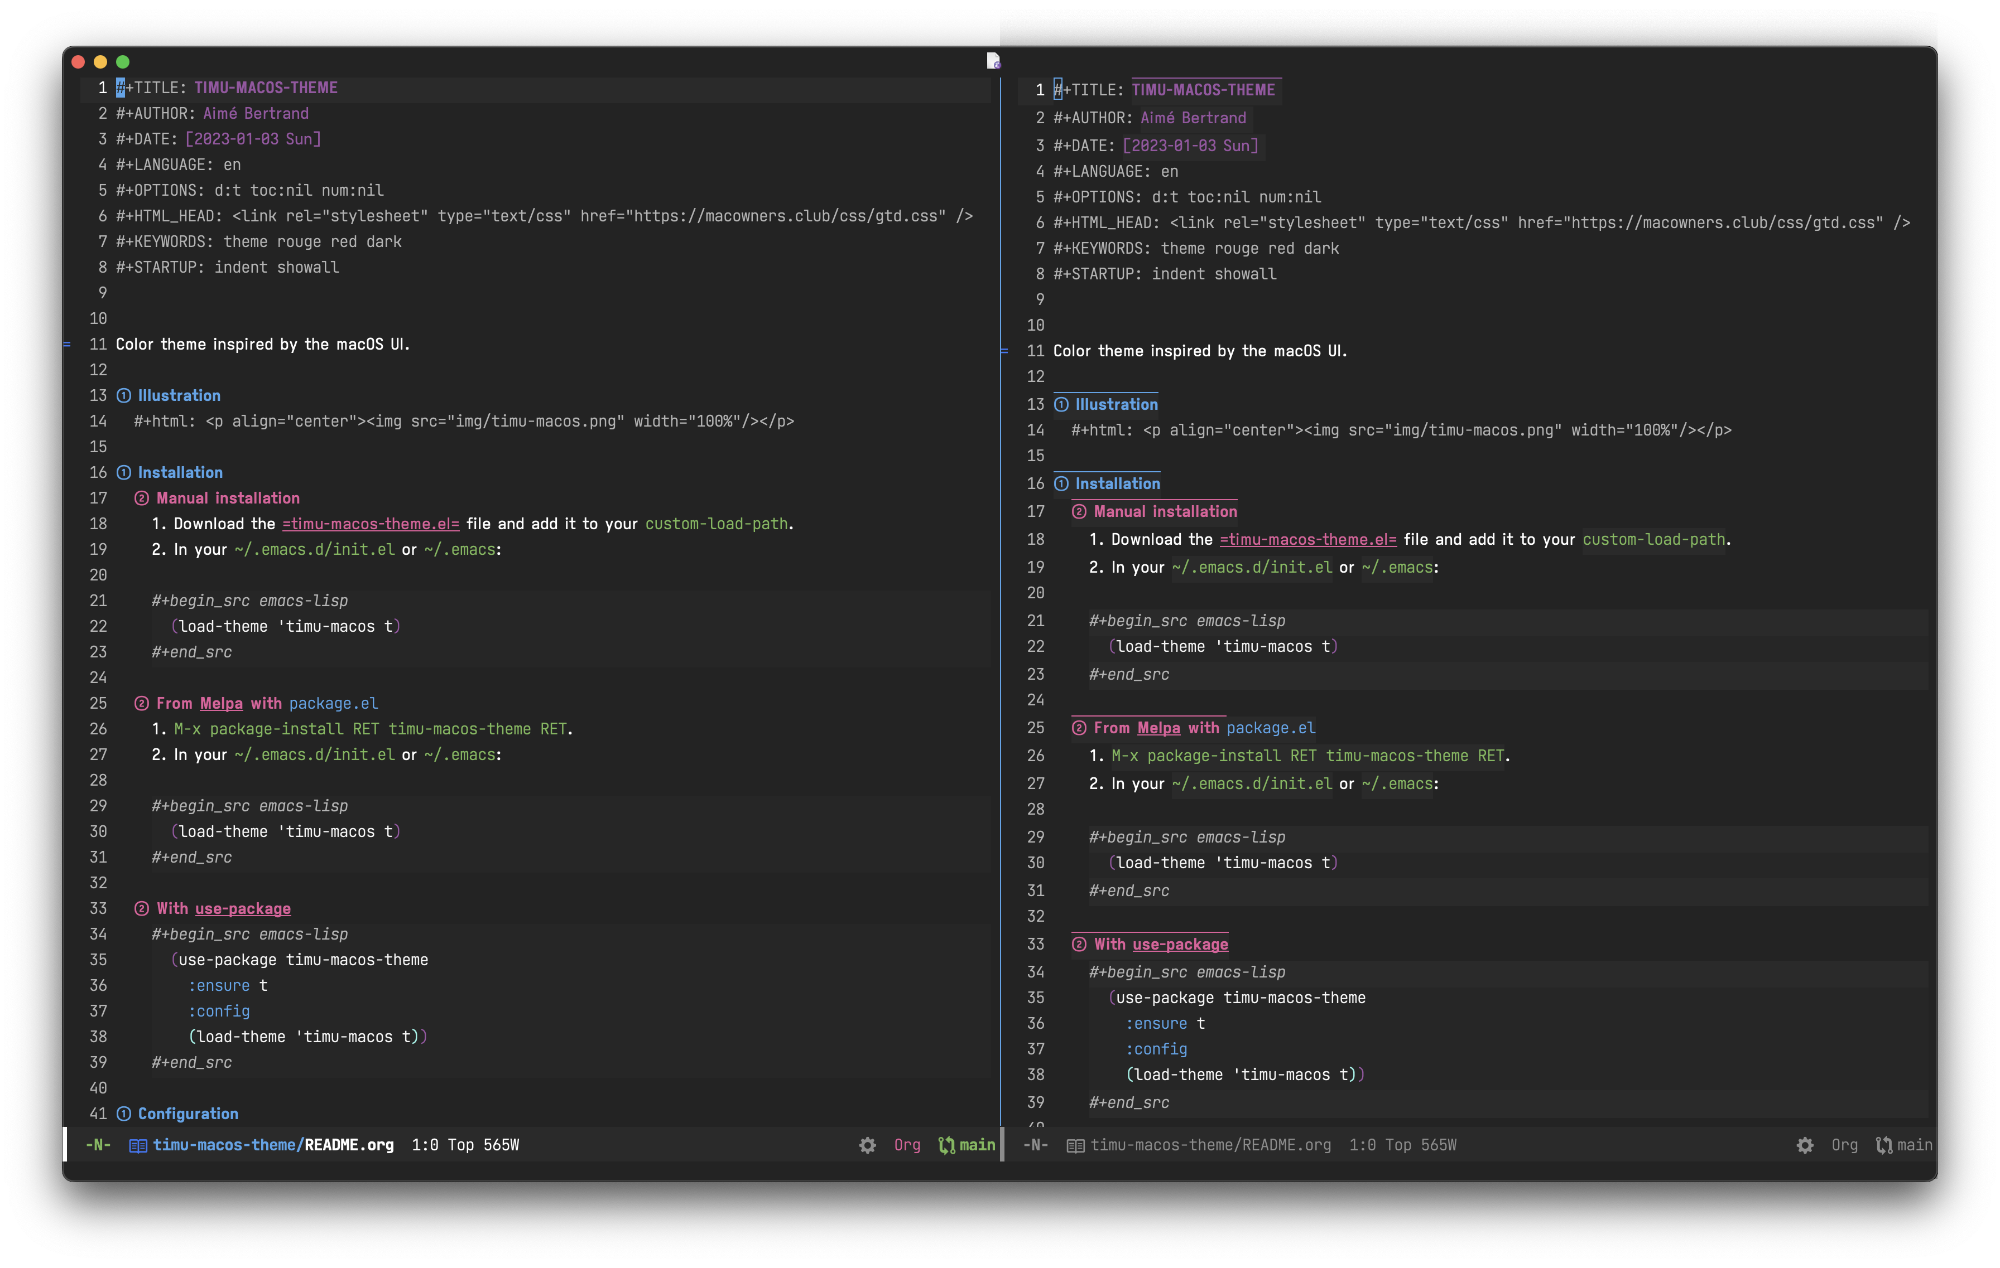 1 #+TITLE: TIMU-MACOS-THEME
2 #+AUTHOR: Aimé Bertrand
3 #+DATE: [2023-01-03 Sun]
4 #+LANGUAGE: en
5 #+OPTIONS: d:t toc:nil num:nil
6 #+HTML_HEAD: <link rel="stylesheet" type="text/css" href="https://macowners.club/css/gtd.css" />
7 #+KEYWORDS: theme rouge red dark
8 #+STARTUP: indent showall
9
10
= 11 Color theme inspired by the macOS UI.
12
13 ① Illustration
14 #+html: <p align="center"><img src="img/timu-macos.png" width="100%"/></p>
15
16 ① Installation
17 ② Manual installation
18 1. Download the =timu-macos-theme.el= file and add it to your custom-load-path.
19 2. In your ~/.emacs.d/init.el or ~/.emacs:
20
21 #+begin_src emacs-lisp
22 (load-theme 'timu-macos t)
23 #+end_src
24
25 ② From Melpa with package.el
26 1. M-x package-install RET timu-macos-theme RET.
27 2. In your ~/.emacs.d/init.el or ~/.emacs:
28
29 #+begin_src emacs-lisp
30 (load-theme 'timu-macos t)
31 #+end_src
32
33 ② With use-package
34 #+begin_src emacs-lisp
35 (use-package timu-macos-theme
36 :ensure t
37 :config
38 (load-theme 'timu-macos t))
39 #+end_src
40
41 ① Configuration
-N- timu-macos-theme/README.org 1:0 Top 565W Org main
1 #+TITLE: TIMU-MACOS-THEME
2 #+AUTHOR: Aimé Bertrand
3 #+DATE: [2023-01-03 Sun]
4 #+LANGUAGE: en
5 #+OPTIONS: d:t toc:nil num:nil
6 #+HTML_HEAD: <link rel="stylesheet" type="text/css" href="https://macowners.club/css/gtd.css" />
7 #+KEYWORDS: theme rouge red dark
8 #+STARTUP: indent showall
9
10
= 11 Color theme inspired by the macOS UI.
12
13 ① Illustration
14 #+html: <p align="center"><img src="img/timu-macos.png" width="100%"/></p>
15
16 ① Installation
17 ② Manual installation
18 1. Download the =timu-macos-theme.el= file and add it to your custom-load-path.
19 2. In your ~/.emacs.d/init.el or ~/.emacs:
20
21 #+begin_src emacs-lisp
22 (load-theme 'timu-macos t)
23 #+end_src
24
25 ② From Melpa with package.el
26 1. M-x package-install RET timu-macos-theme RET.
27 2. In your ~/.emacs.d/init.el or ~/.emacs:
28
29 #+begin_src emacs-lisp
30 (load-theme 'timu-macos t)
31 #+end_src
32
33 ② With use-package
34 #+begin_src emacs-lisp
35 (use-package timu-macos-theme
36 :ensure t
37 :config
38 (load-theme 'timu-macos t))
39 #+end_src
40
-N- timu-macos-theme/README.org 1:0 Top 565W Org main